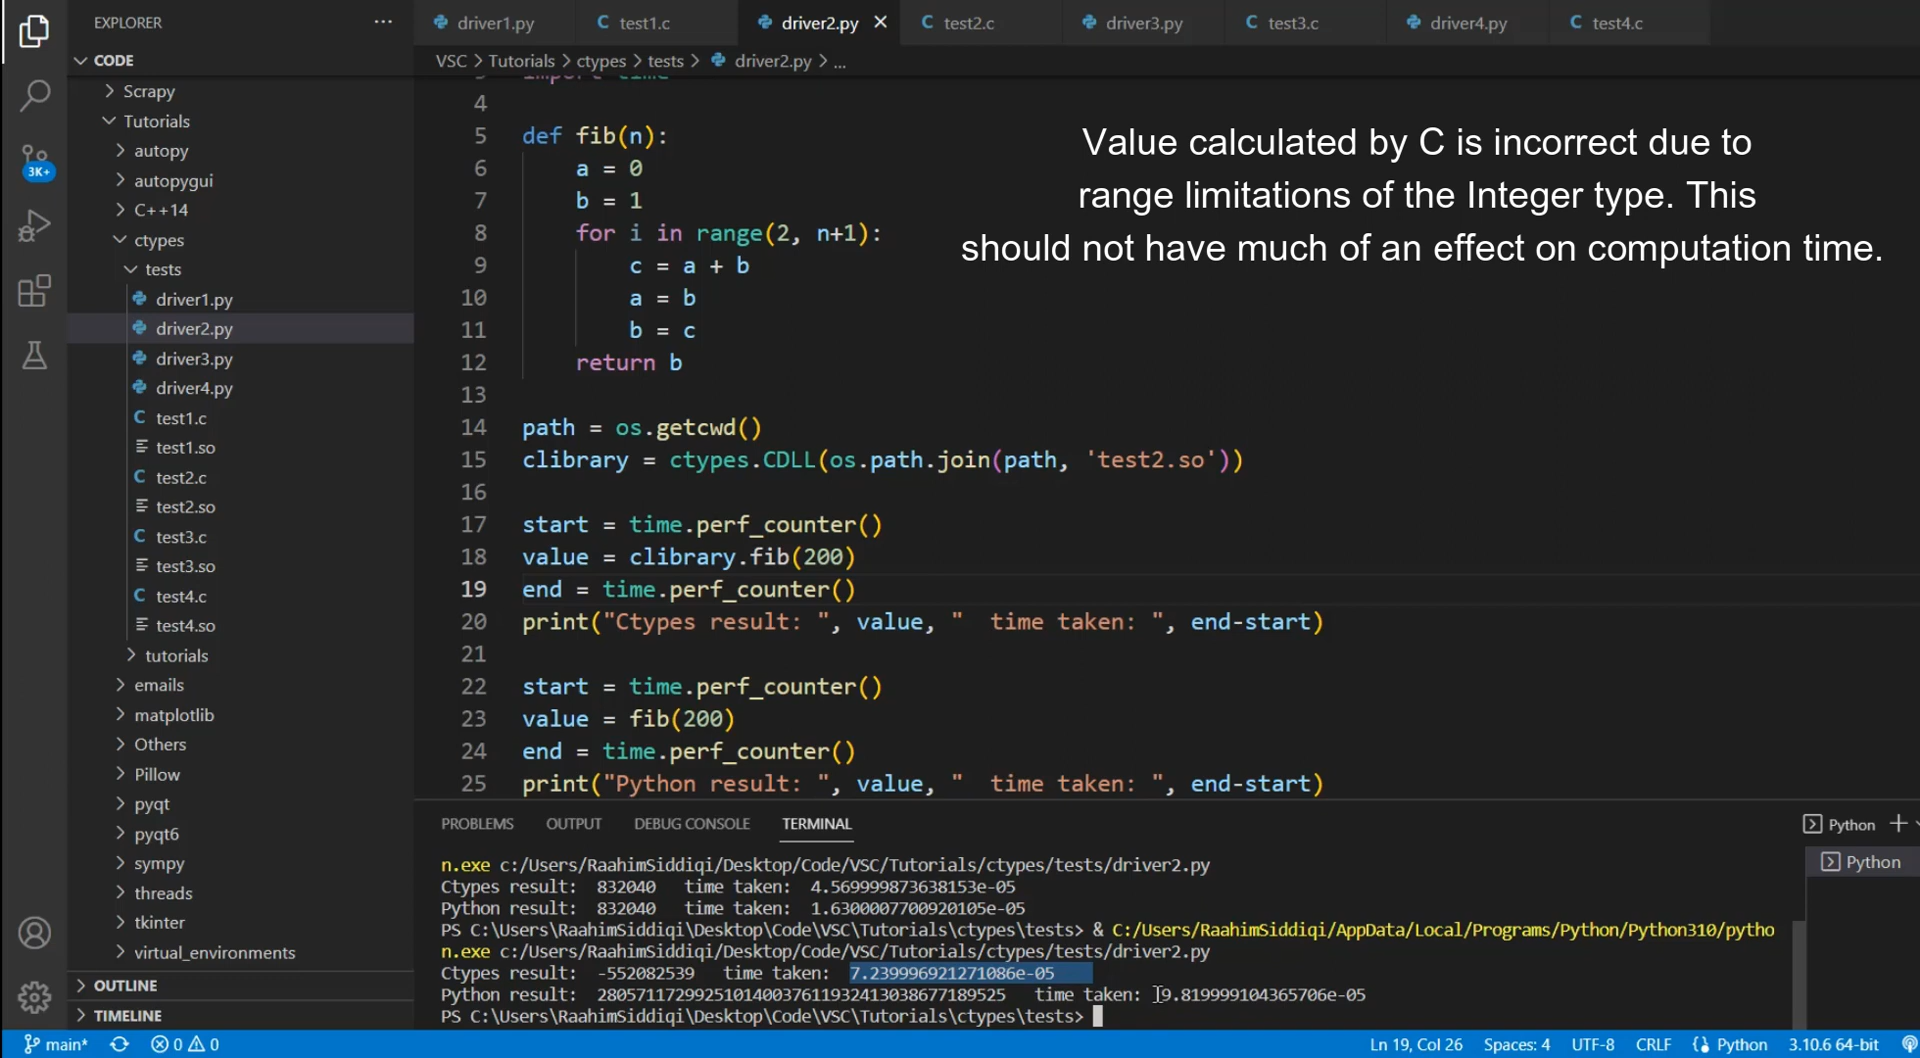 EXPLORER
···
driver1.py
C test1.c
driver2.py
C test2.c
driver3.py
C test3.c
driver4.py
C test4.c
CODE
VSC > Tutorials > ctypes > tests > driver2.py > ...
Scrapy
Tutorials
autopy
autopygui
C++14
ctypes
tests
driver1.py
driver2.py
driver3.py
driver4.py
C test1.c
test1.so
C test2.c
test2.so
C test3.c
test3.so
C test4.c
test4.so
tutorials
emails
matplotlib
Others
Pillow
pyqt
pyqt6
sympy
threads
tkinter
virtual_environments
OUTLINE
TIMELINE
3K+
import time
4
5 def fib(n):
6 a = 0
7 b = 1
8 for i in range(2, n+1):
9 c = a + b
10 a = b
11 b = c
12 return b
13
14 path = os.getcwd()
15 clibrary = ctypes.CDLL(os.path.join(path, 'test2.so'))
16
17 start = time.perf_counter()
18 value = clibrary.fib(200)
19 end = time.perf_counter()
20 print("Ctypes result: ", value, "  time taken: ", end-start)
21
22 start = time.perf_counter()
23 value = fib(200)
24 end = time.perf_counter()
25 print("Python result: ", value, "  time taken: ", end-start)
Value calculated by C is incorrect due to
range limitations of the Integer type. This
should not have much of an effect on computation time.
PROBLEMS OUTPUT DEBUG CONSOLE TERMINAL
Python
Python
n.exe c:/Users/RaahimSiddiqi/Desktop/Code/VSC/Tutorials/ctypes/tests/driver2.py
Ctypes result:  832040   time taken:  4.569999873638153e-05
Python result:  832040   time taken:  1.6300007700920105e-05
PS C:\Users\RaahimSiddiqi\Desktop\Code\VSC\Tutorials\ctypes\tests> & C:/Users/RaahimSiddiqi/AppData/Local/Programs/Python/Python310/pytho
n.exe c:/Users/RaahimSiddiqi/Desktop/Code/VSC/Tutorials/ctypes/tests/driver2.py
Ctypes result:  -552082539   time taken:  7.239996921271086e-05
Python result:  280571172992510140037611932413038677189525   time taken:  9.819999104365706e-05
PS C:\Users\RaahimSiddiqi\Desktop\Code\VSC\Tutorials\ctypes\tests>
main* 0 0
Ln 19, Col 26 Spaces: 4 UTF-8 CRLF Python 3.10.6 64-bit